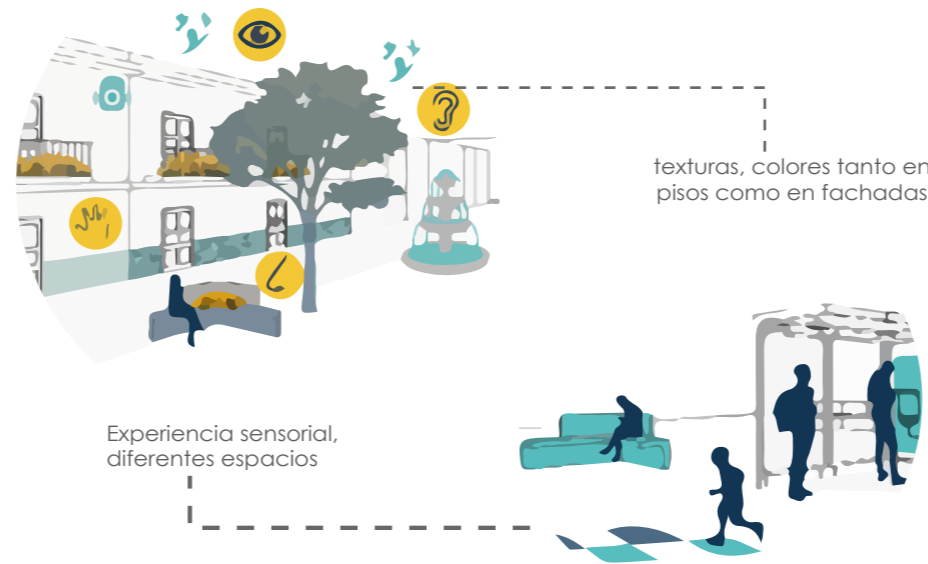 texturas, colores tanto en
pisos como en fachadas
Experiencia sensorial,
diferentes espacios